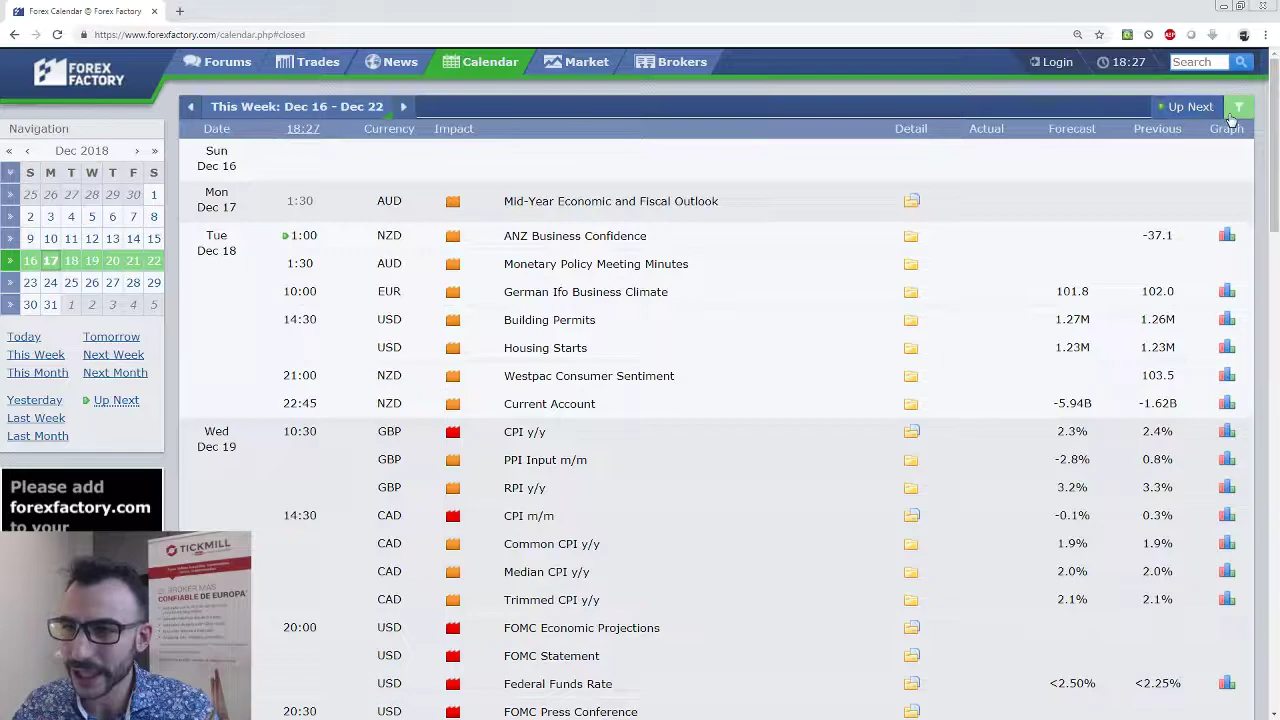 Forex Calendar @ Forex Factory
https://www.forexfactory.com/calendar.php#closed
FOREX FACTORY
Forums Trades News Calendar Market Brokers Login 18:27 Search
This Week: Dec 16 - Dec 22 Up Next
Date 18:27 Currency Impact Detail Actual Forecast Previous Graph
Navigation
« ‹ Dec 2018 › »
S M T W T F S
25 26 27 28 29 30 1
2 3 4 5 6 7 8
9 10 11 12 13 14 15
16 17 18 19 20 21 22
23 24 25 26 27 28 29
30 31 1 2 3 4 5
Today Tomorrow
This Week Next Week
This Month Next Month
Yesterday Up Next
Last Week
Last Month
Please add
forexfactory.com
to your
TICKMILL
BROKER MÁS
CONFIABLE DE EUROPA
Sun
Dec 16
Mon
Dec 17
1:30 AUD Mid-Year Economic and Fiscal Outlook
Tue
Dec 18
1:00 NZD ANZ Business Confidence -37.1
1:30 AUD Monetary Policy Meeting Minutes
10:00 EUR German Ifo Business Climate 101.8 102.0
14:30 USD Building Permits 1.27M 1.26M
USD Housing Starts 1.23M 1.23M
21:00 NZD Westpac Consumer Sentiment 103.5
22:45 NZD Current Account -5.94B -1.62B
Wed
Dec 19
10:30 GBP CPI y/y 2.3% 2.4%
GBP PPI Input m/m -2.8% 0.8%
GBP RPI y/y 3.2% 3.3%
14:30 CAD CPI m/m -0.1% 0.3%
CAD Common CPI y/y 1.9% 1.9%
CAD Median CPI y/y 2.0% 2.0%
CAD Trimmed CPI y/y 2.1% 2.1%
20:00 USD FOMC Economic Projections
USD FOMC Statement
USD Federal Funds Rate <2.50% <2.25%
20:30 USD FOMC Press Conference